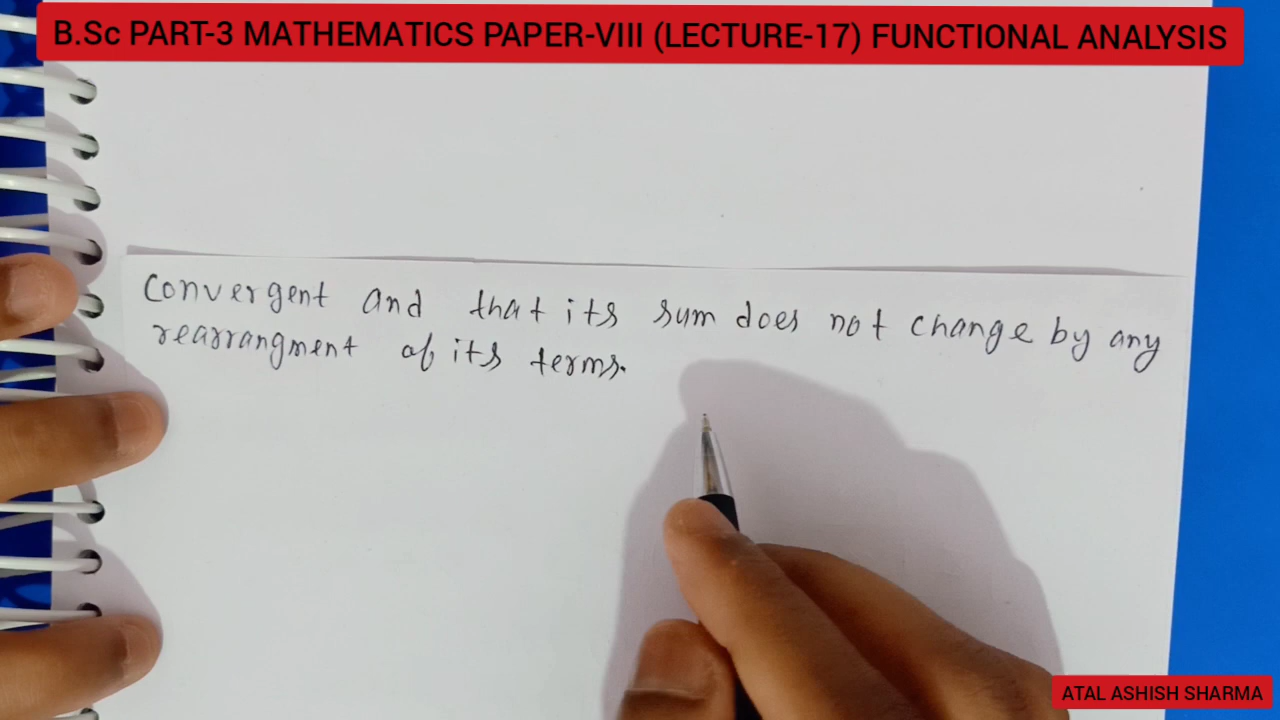 B.Sc PART-3 MATHEMATICS PAPER-VIII (LECTURE-17) FUNCTIONAL ANALYSIS
Convergent and that its sum does not change by any
rearrangment of its terms.
ATAL ASHISH SHARMA